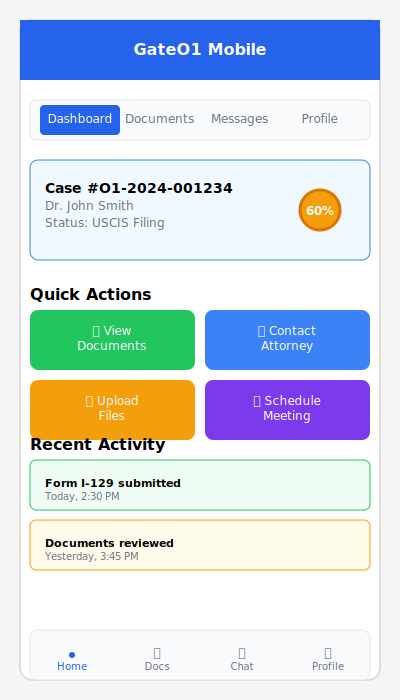 GateO1 Mobile
Dashboard Documents Messages Profile
Case #O1-2024-001234
Dr. John Smith
Status: USCIS Filing
60%
Quick Actions
View
Documents
Contact
Attorney
Upload
Files
Schedule
Meeting
Recent Activity
Form I-129 submitted
Today, 2:30 PM
Documents reviewed
Yesterday, 3:45 PM
Home Docs Chat Profile